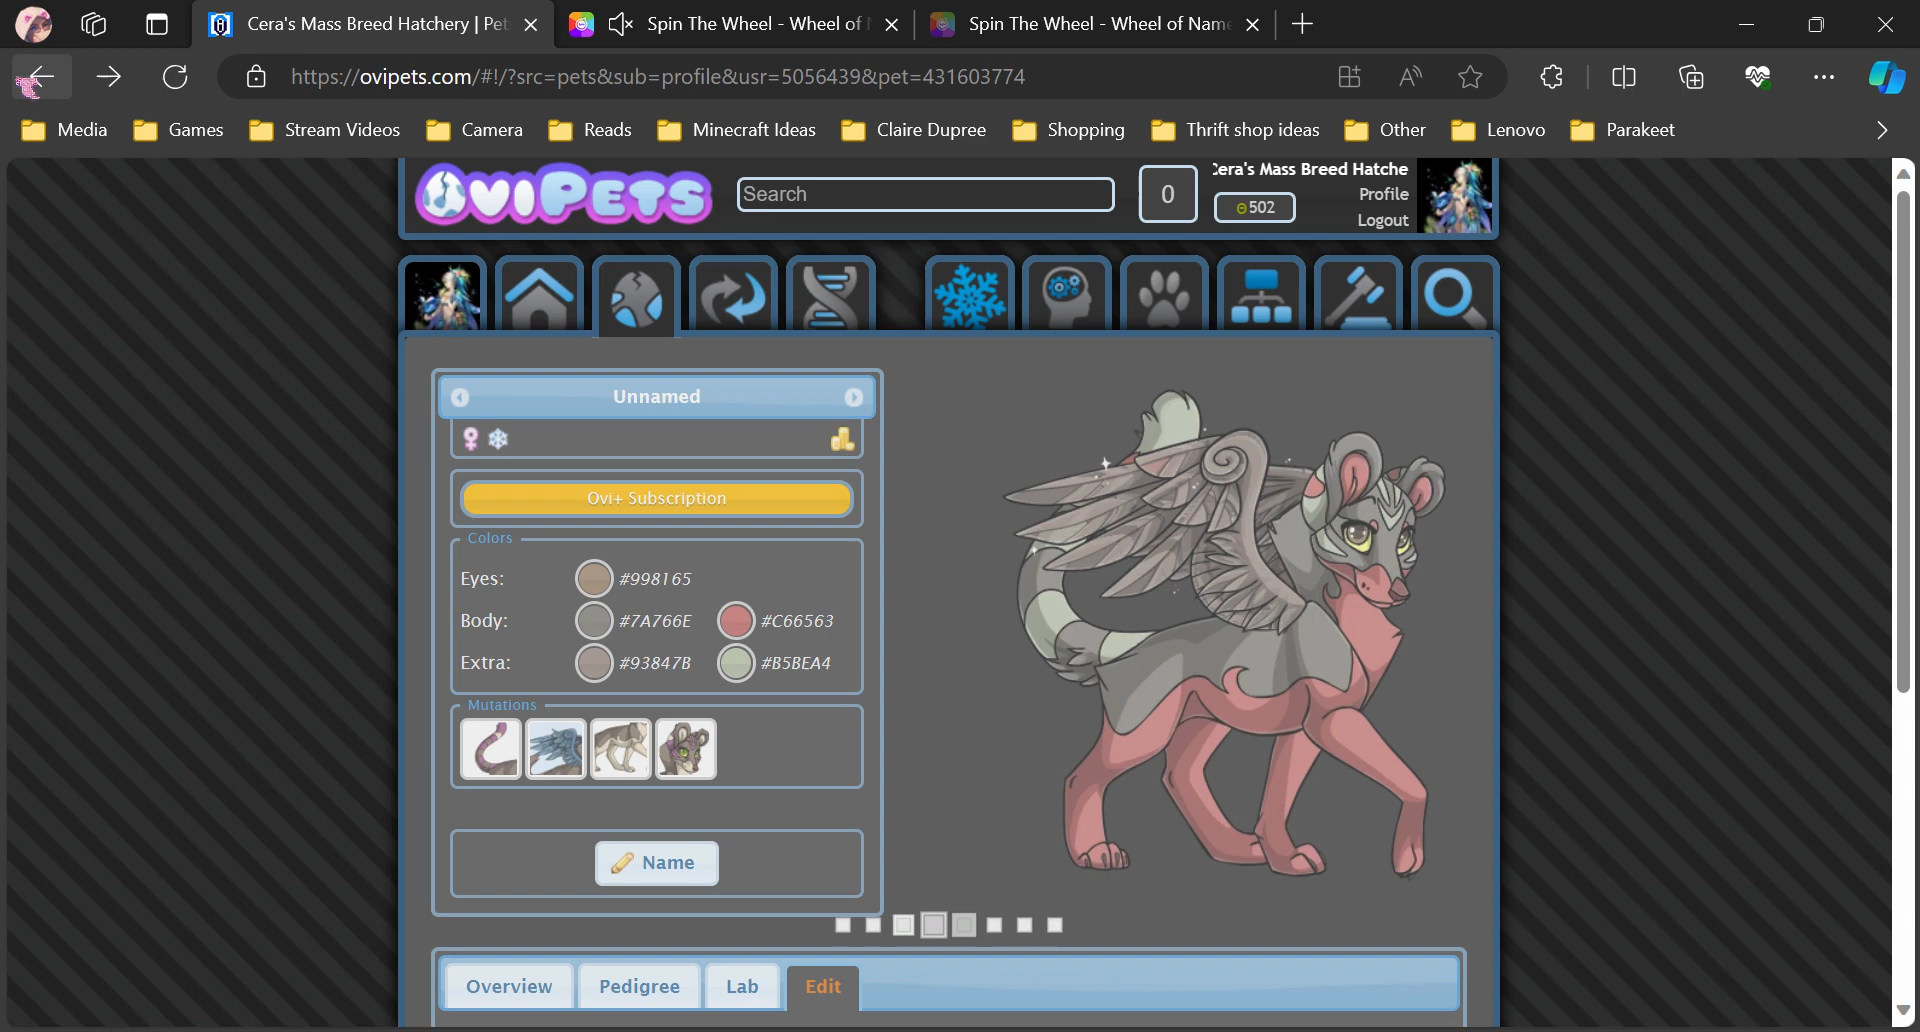 Cera's Mass Breed Hatchery | Pet
Spin The Wheel - Wheel of
Spin The Wheel - Wheel of Name
https://ovipets.com/#!/?src=pets&sub=profile&usr=5056439&pet=431603774
Media
Games
Stream Videos
Camera
Reads
Minecraft Ideas
Claire Dupree
Shopping
Thrift shop ideas
Other
Lenovo
Parakeet
OviPets
Search
0
Cera's Mass Breed Hatche
502
Profile
Logout
Unnamed
Ovi+ Subscription
Colors
Eyes: #998165
Body: #7A766E #C66563
Extra: #93847B #B5BEA4
Mutations
Name
Overview
Pedigree
Lab
Edit